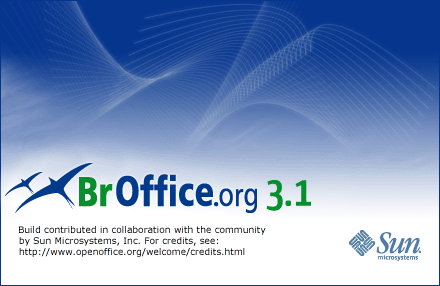 BrOffice.org 3.1
Build contributed in collaboration with the community
by Sun Microsystems, Inc. For credits, see:
http://www.openoffice.org/welcome/credits.html
Sun
microsystems